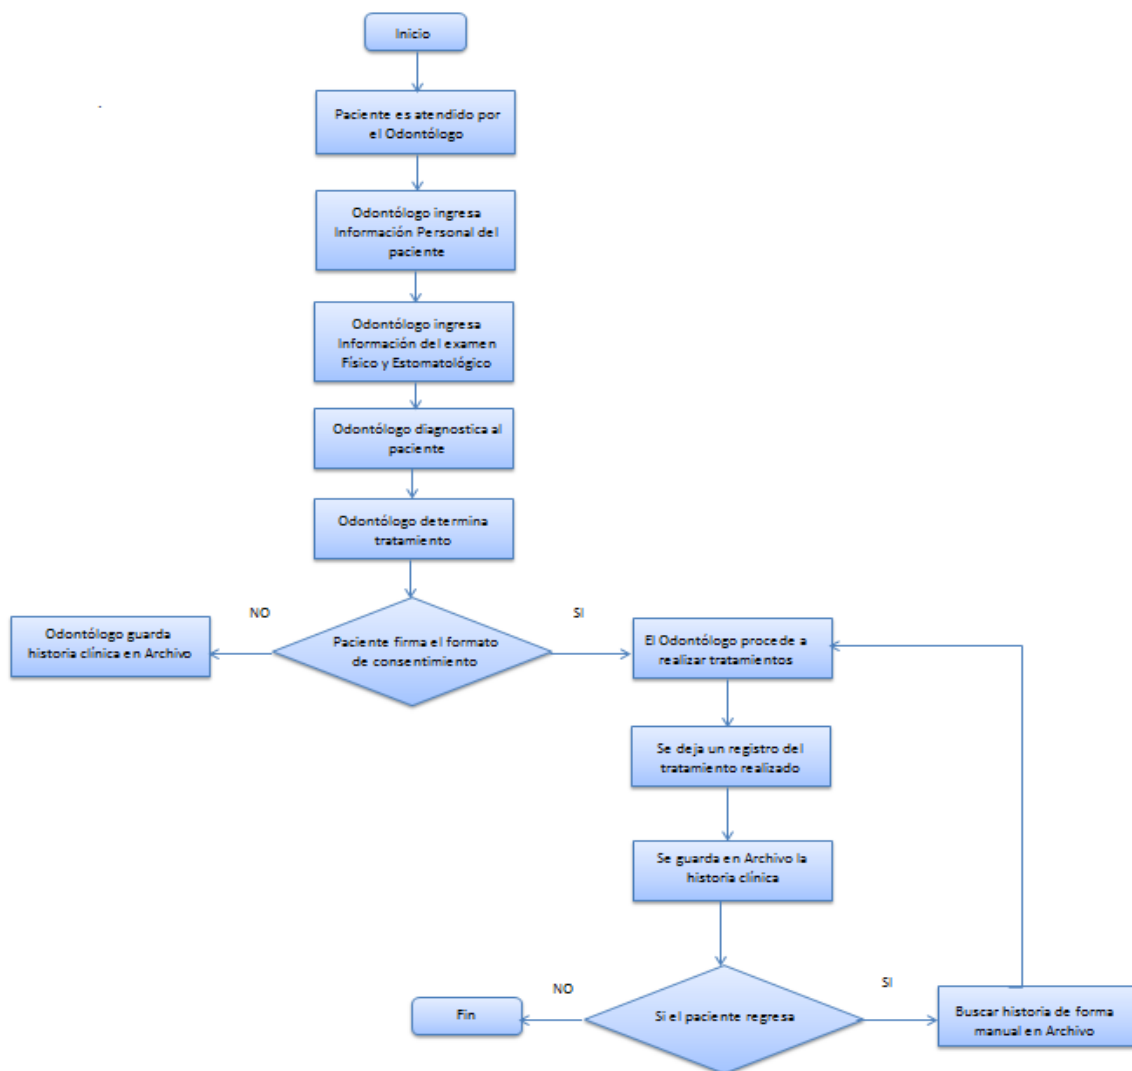 Inicio
Paciente es atendido por
el Odontólogo
Odontólogo ingresa
Información Personal del
paciente
Odontólogo ingresa
Información del examen
Físico y Estomatológico
Odontólogo diagnostica al
paciente
Odontólogo determina
tratamiento
NO
SI
Odontólogo guarda
historia clínica en Archivo
Paciente firma el formato
de consentimiento
El Odontólogo procede a
realizar tratamientos
Se deja un registro del
tratamiento realizado
Se guarda en Archivo la
historia clínica
NO
SI
Fin
Si el paciente regresa
Buscar historia de forma
manual en Archivo